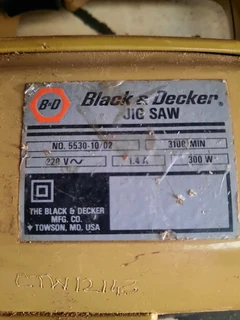 B&D Black & Decker®
JIG SAW
NO. 5530-10/02 3100 MIN
220 V~ 1.4 A 300 W
THE BLACK & DECKER
MFG. CO.
TOWSON, MD. USA